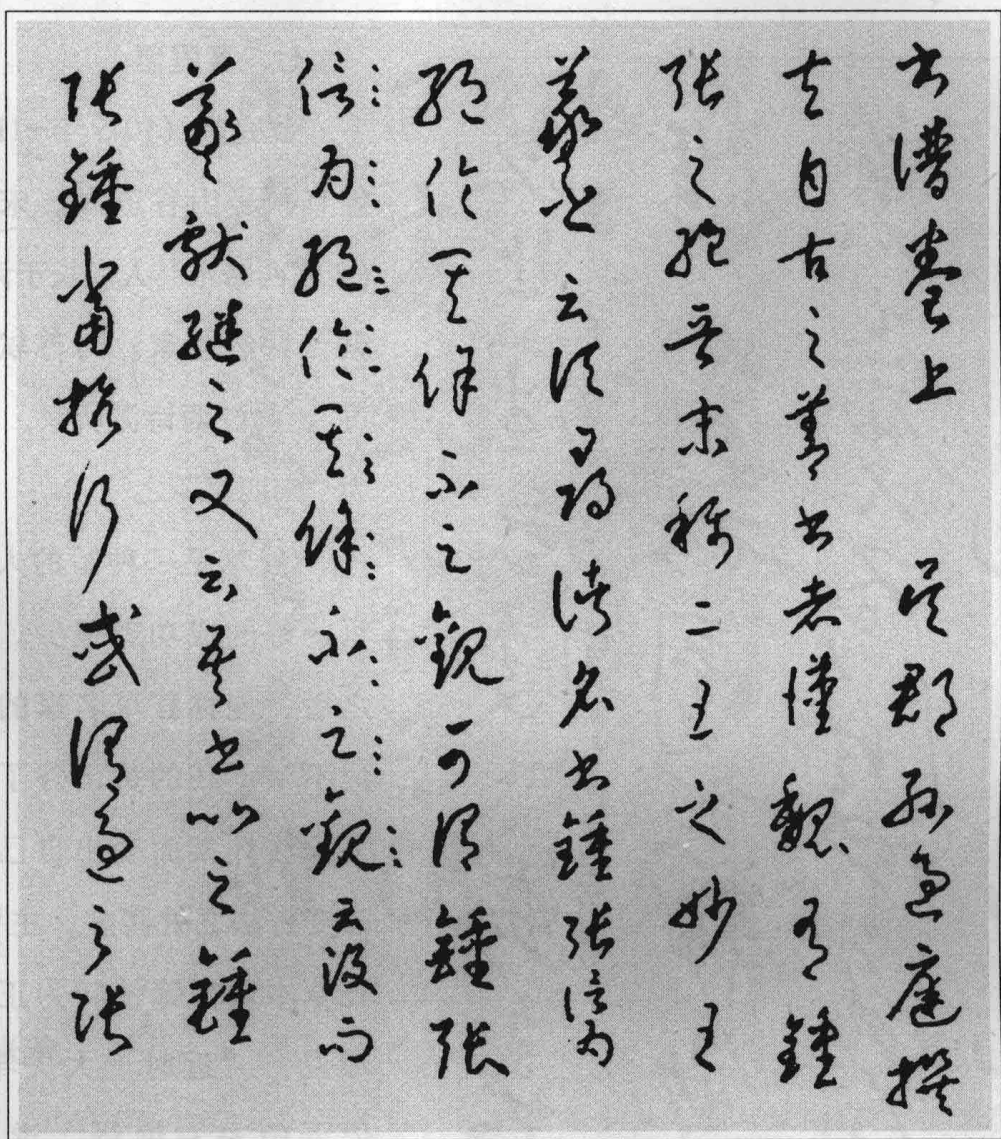 書譜卷上 吳郡孫過庭撰
夫自古之善書者漢魏有鍾
張之絕晉末稱二王之妙王
羲之云頃尋諸名書鍾張信為
絕倫其餘不足觀可謂鍾張
信為絕倫其餘不足觀云沒而
羲獻繼之又云吾書比之鍾
張鍾當抗行或謂過之張